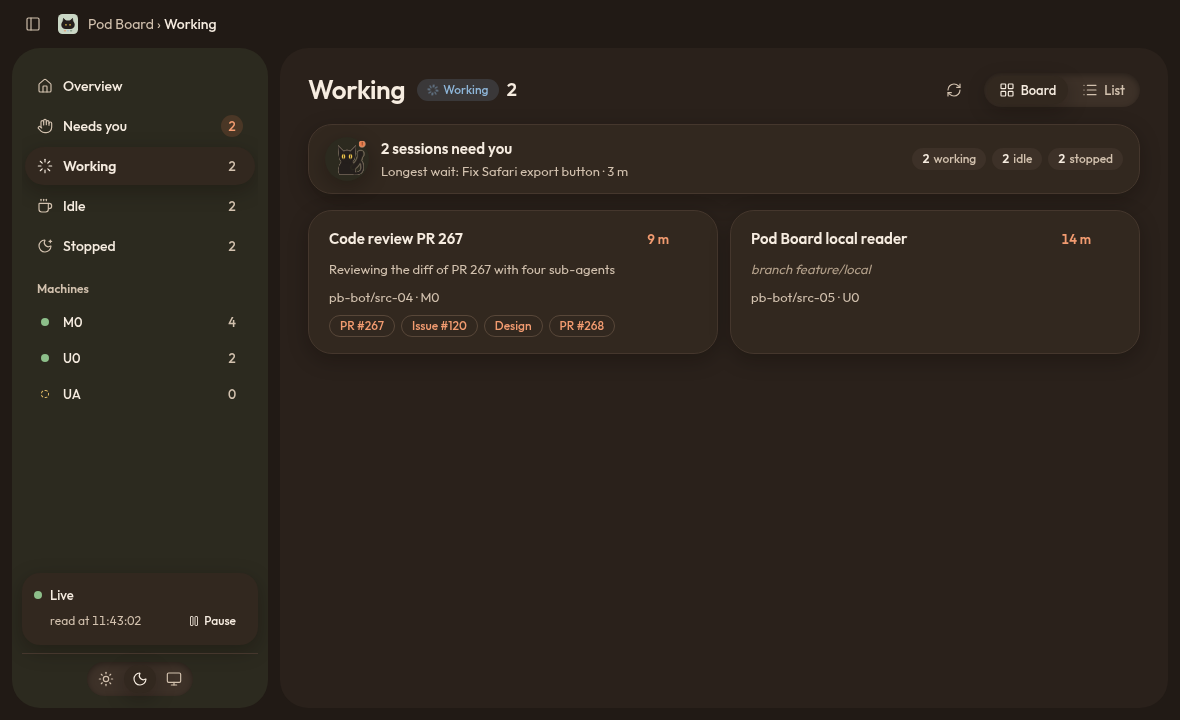 Pod Board › Working
Overview
Needs you 2
Working 2
Idle 2
Stopped 2
Machines
M0 4
U0 2
UA 0
Live
read at 11:43:02 Pause
Working Working 2
Board List
2 sessions need you
Longest wait: Fix Safari export button · 3 m
2 working 2 idle 2 stopped
Code review PR 267 9 m
Reviewing the diff of PR 267 with four sub-agents
pb-bot/src-04 · M0
PR #267 Issue #120 Design PR #268
Pod Board local reader 14 m
branch feature/local
pb-bot/src-05 · U0